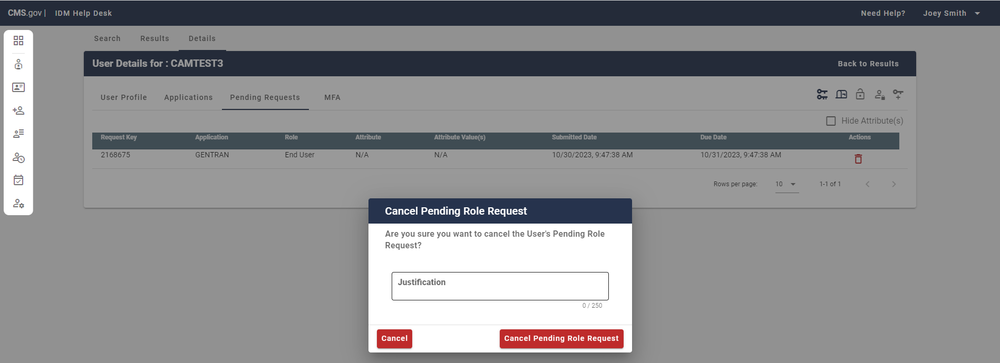 CMS.gov | IDM Help Desk Need Help? Joey Smith
Search Results Details
User Details for : CAMTEST3 Back to Results
User Profile Applications Pending Requests MFA
Hide Attribute(s)
Request Key Application Role Attribute Attribute Value(s) Submitted Date Due Date Actions
2168675 GENTRAN End User N/A N/A 10/30/2023, 9:47:38 AM 10/31/2023, 9:47:38 AM
Rows per page: 10 1-1 of 1
Cancel Pending Role Request
Are you sure you want to cancel the User's Pending Role
Request?
Justification
0 / 250
Cancel Cancel Pending Role Request